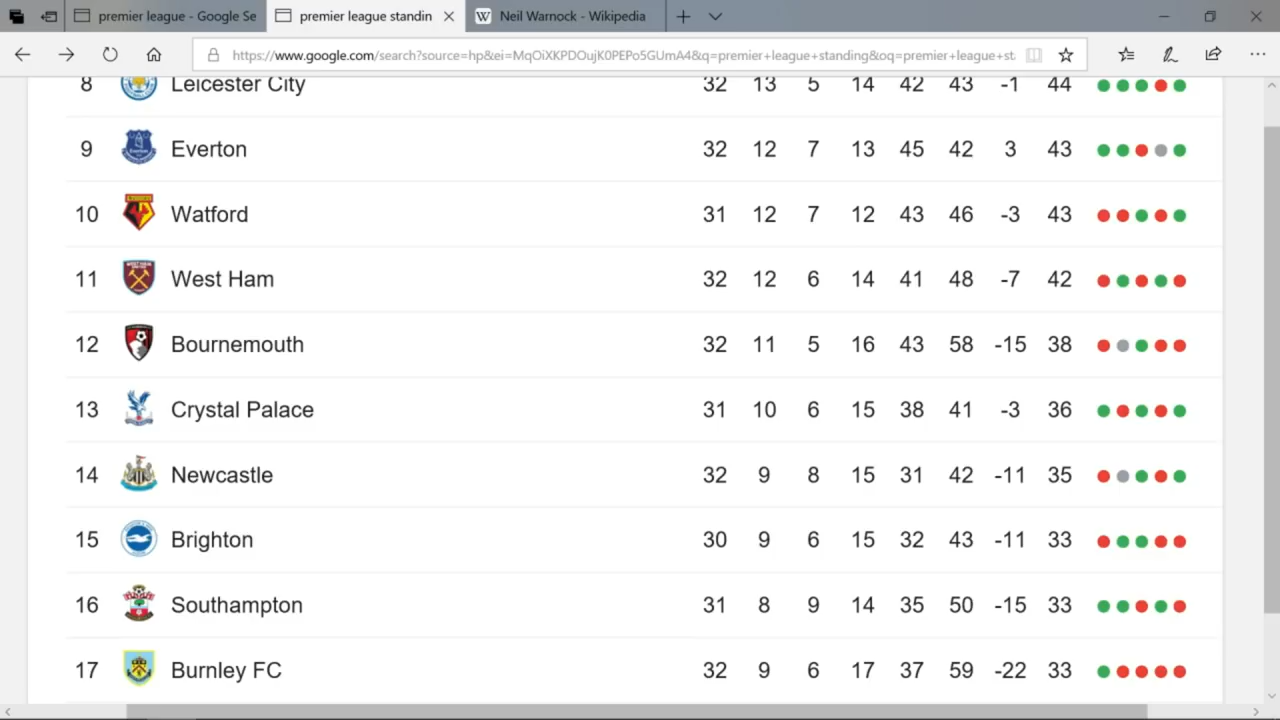 premier league - Google Se
premier league standin
Neil Warnock - Wikipedia
https://www.google.com/search?source=hp&ei=MqOiXKPDOujK0PEPo5GUmA4&q=premier+league+standing&oq=premier+league+st
8 Leicester City 32 13 5 14 42 43 -1 44
9 Everton 32 12 7 13 45 42 3 43
10 Watford 31 12 7 12 43 46 -3 43
11 West Ham 32 12 6 14 41 48 -7 42
12 Bournemouth 32 11 5 16 43 58 -15 38
13 Crystal Palace 31 10 6 15 38 41 -3 36
14 Newcastle 32 9 8 15 31 42 -11 35
15 Brighton 30 9 6 15 32 43 -11 33
16 Southampton 31 8 9 14 35 50 -15 33
17 Burnley FC 32 9 6 17 37 59 -22 33